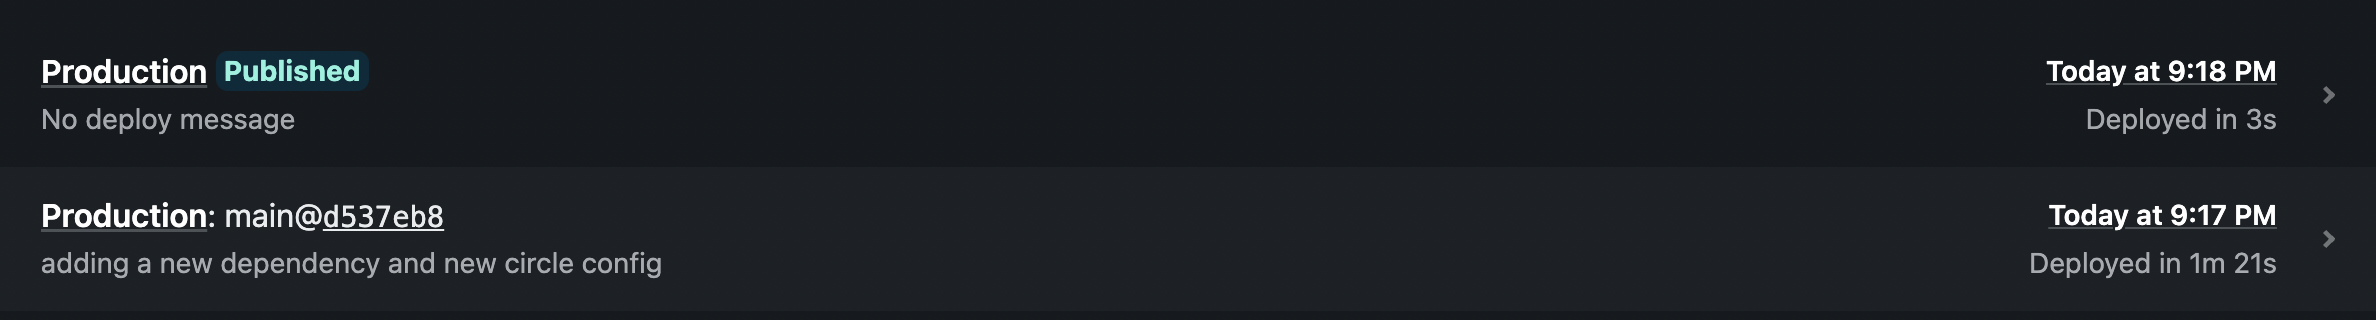 Production Published
Today at 9:18 PM
No deploy message
Deployed in 3s
Production: main@d537eb8
Today at 9:17 PM
adding a new dependency and new circle config
Deployed in 1m 21s